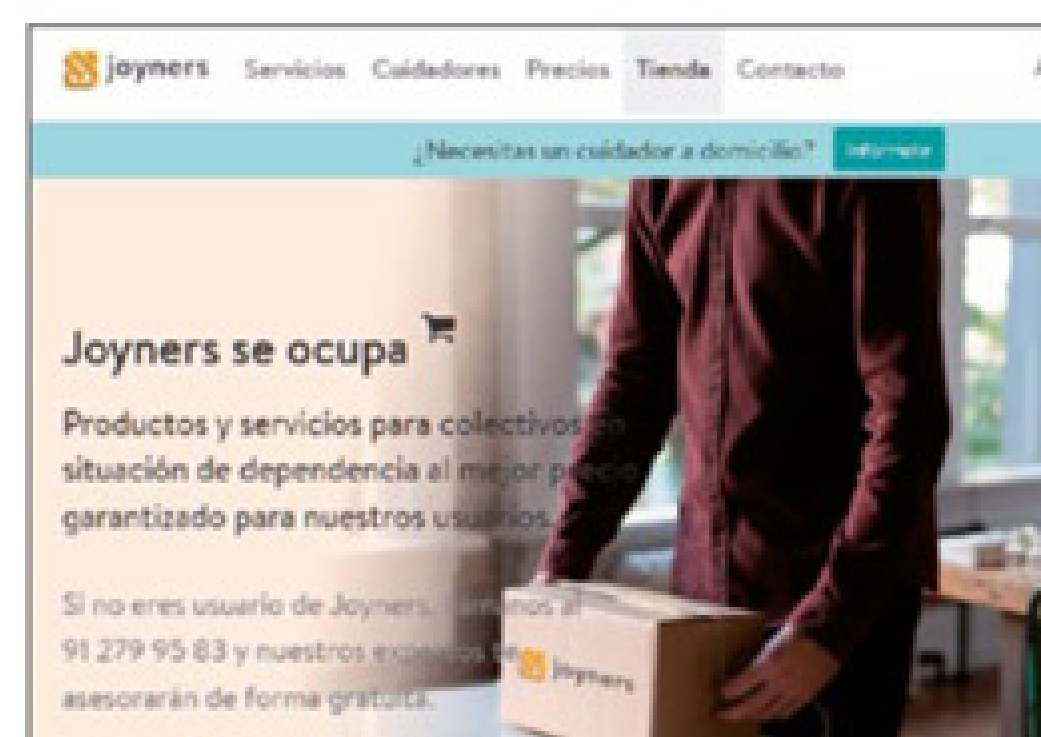 joyners Servicios Cuidadores Precios Tienda Contacto
¿Necesitas un cuidador a domicilio? Infórmate
Joyners se ocupa
Productos y servicios para colectivos en
situación de dependencia al mejor precio
garantizado para nuestros usuarios.
Si no eres usuario de Joyners, llámanos al
91 279 95 83 y nuestros expertos te
asesorarán de forma gratuita.
joyners